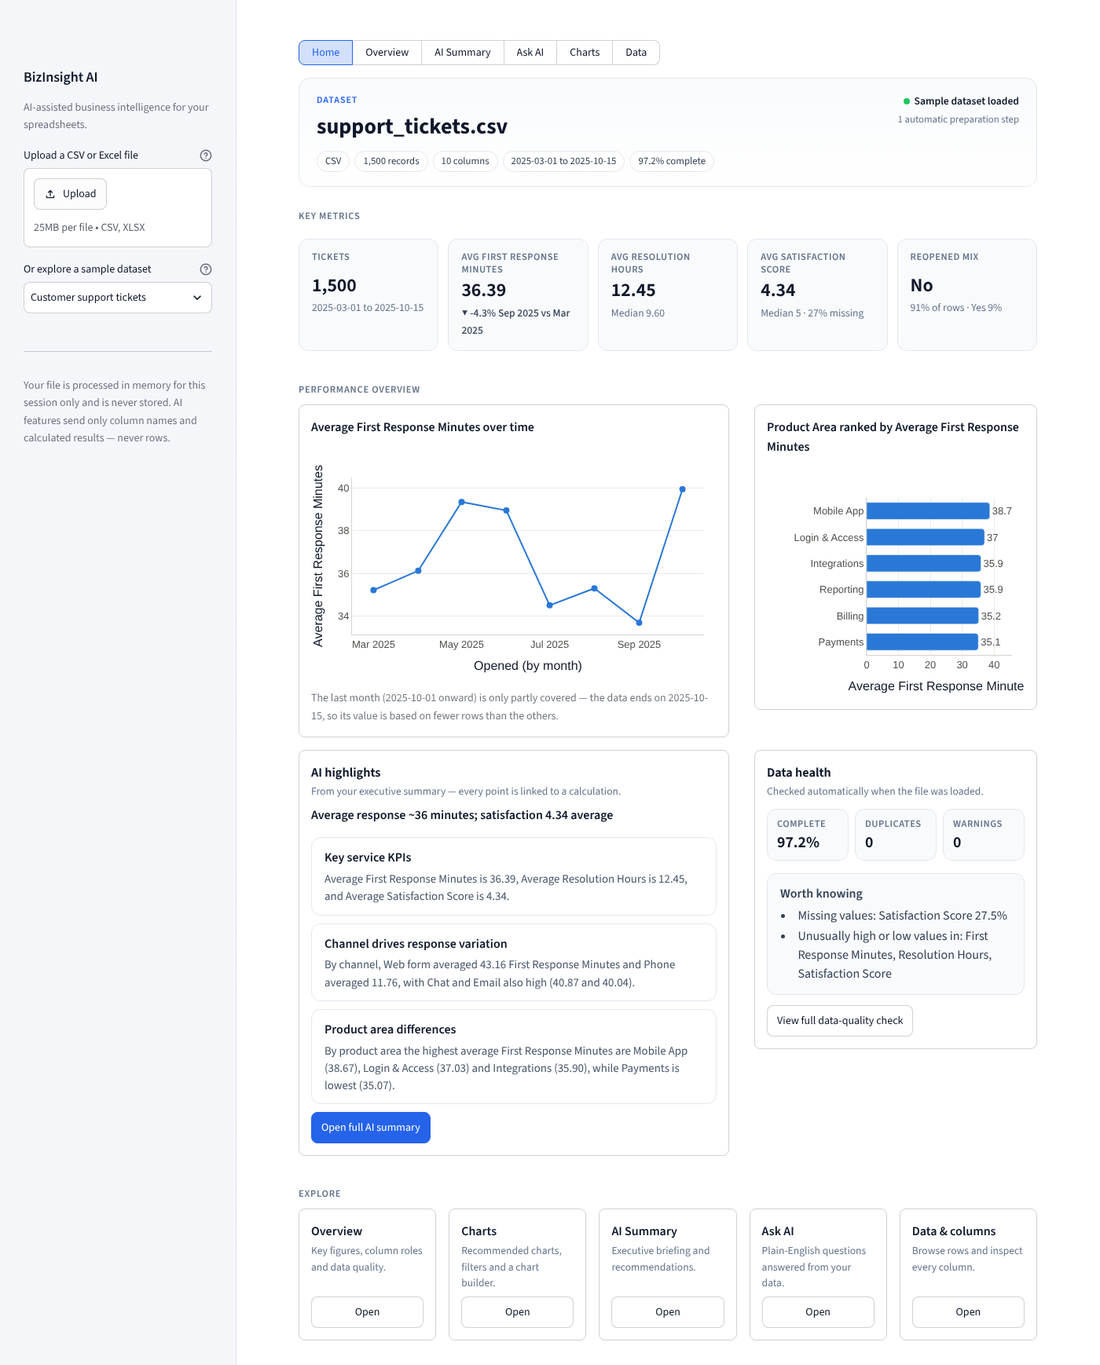 BizInsight AI
AI-assisted business intelligence for your
spreadsheets.
Upload a CSV or Excel file
Upload
25MB per file • CSV, XLSX
Or explore a sample dataset
Customer support tickets
Your file is processed in memory for this
session only and is never stored. AI
features send only column names and
calculated results — never rows.
Home Overview AI Summary Ask AI Charts Data
DATASET
support_tickets.csv
CSV 1,500 records 10 columns 2025-03-01 to 2025-10-15 97.2% complete
Sample dataset loaded
1 automatic preparation step
KEY METRICS
TICKETS
1,500
2025-03-01 to 2025-10-15
AVG FIRST RESPONSE
MINUTES
36.39
▼ -4.3% Sep 2025 vs Mar
2025
AVG RESOLUTION
HOURS
12.45
Median 9.60
AVG SATISFACTION
SCORE
4.34
Median 5 · 27% missing
REOPENED MIX
No
91% of rows · Yes 9%
PERFORMANCE OVERVIEW
Average First Response Minutes over time
Average First Response Minutes
40
38
36
34
Mar 2025 May 2025 Jul 2025 Sep 2025
Opened (by month)
The last month (2025-10-01 onward) is only partly covered — the data ends on 2025-10-
15, so its value is based on fewer rows than the others.
Product Area ranked by Average First Response
Minutes
Mobile App 38.7
Login & Access 37
Integrations 35.9
Reporting 35.9
Billing 35.2
Payments 35.1
0 10 20 30 40
Average First Response Minute
AI highlights
From your executive summary — every point is linked to a calculation.
Average response ~36 minutes; satisfaction 4.34 average
Key service KPIs
Average First Response Minutes is 36.39, Average Resolution Hours is 12.45,
and Average Satisfaction Score is 4.34.
Channel drives response variation
By channel, Web form averaged 43.16 First Response Minutes and Phone
averaged 11.76, with Chat and Email also high (40.87 and 40.04).
Product area differences
By product area the highest average First Response Minutes are Mobile App
(38.67), Login & Access (37.03) and Integrations (35.90), while Payments is
lowest (35.07).
Open full AI summary
Data health
Checked automatically when the file was loaded.
COMPLETE
97.2%
DUPLICATES
0
WARNINGS
0
Worth knowing
• Missing values: Satisfaction Score 27.5%
• Unusually high or low values in: First
Response Minutes, Resolution Hours,
Satisfaction Score
View full data-quality check
EXPLORE
Overview
Key figures, column roles
and data quality.
Open
Charts
Recommended charts,
filters and a chart
builder.
Open
AI Summary
Executive briefing and
recommendations.
Open
Ask AI
Plain-English questions
answered from your
data.
Open
Data & columns
Browse rows and inspect
every column.
Open